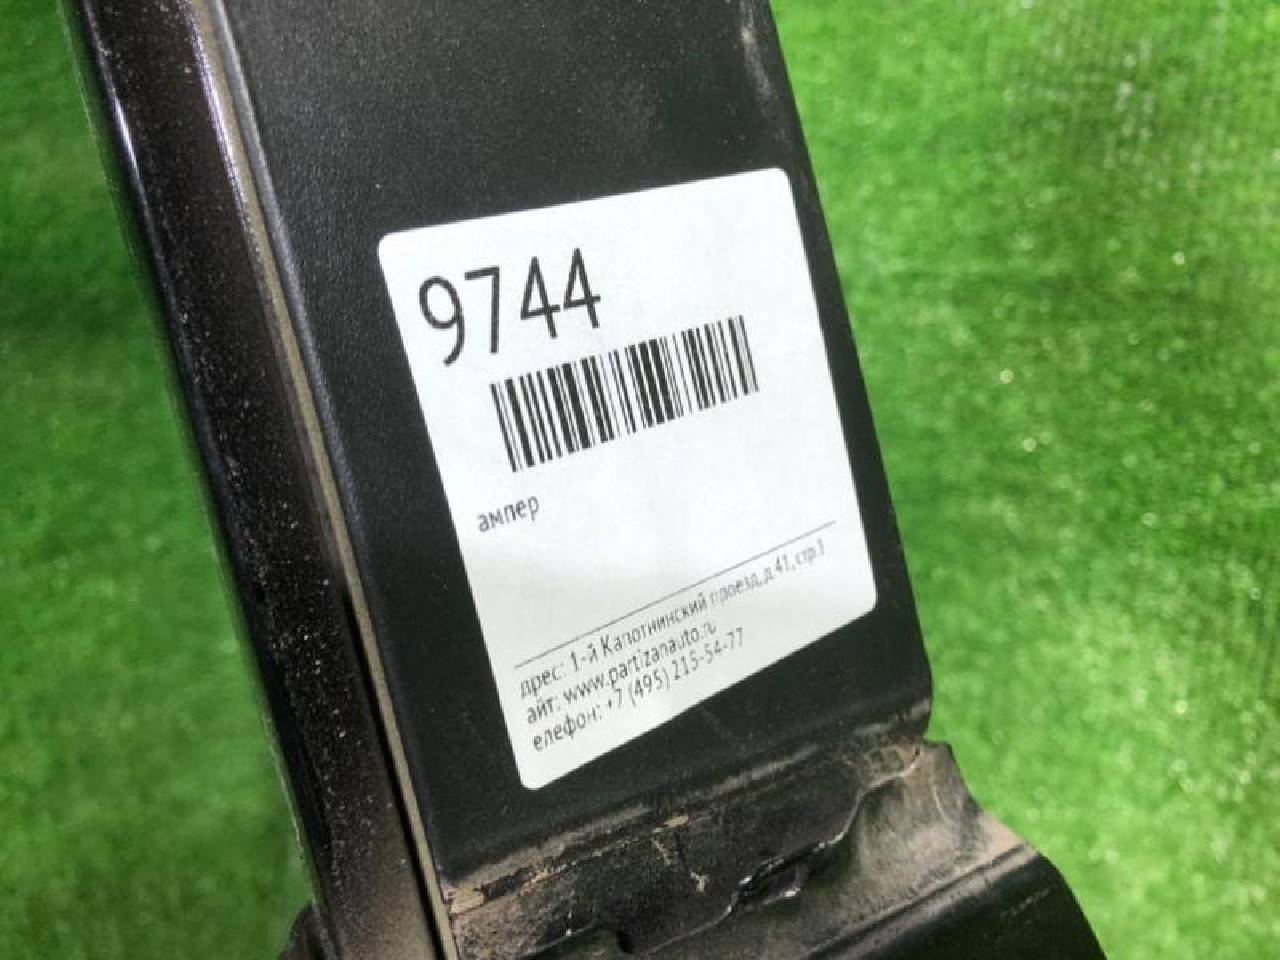 9744
ампер
дрес: 1-й Капотнинский проезд, д.41, стр.1
айт: www.partizanauto.ru
елефон: +7 (495) 215-54-77